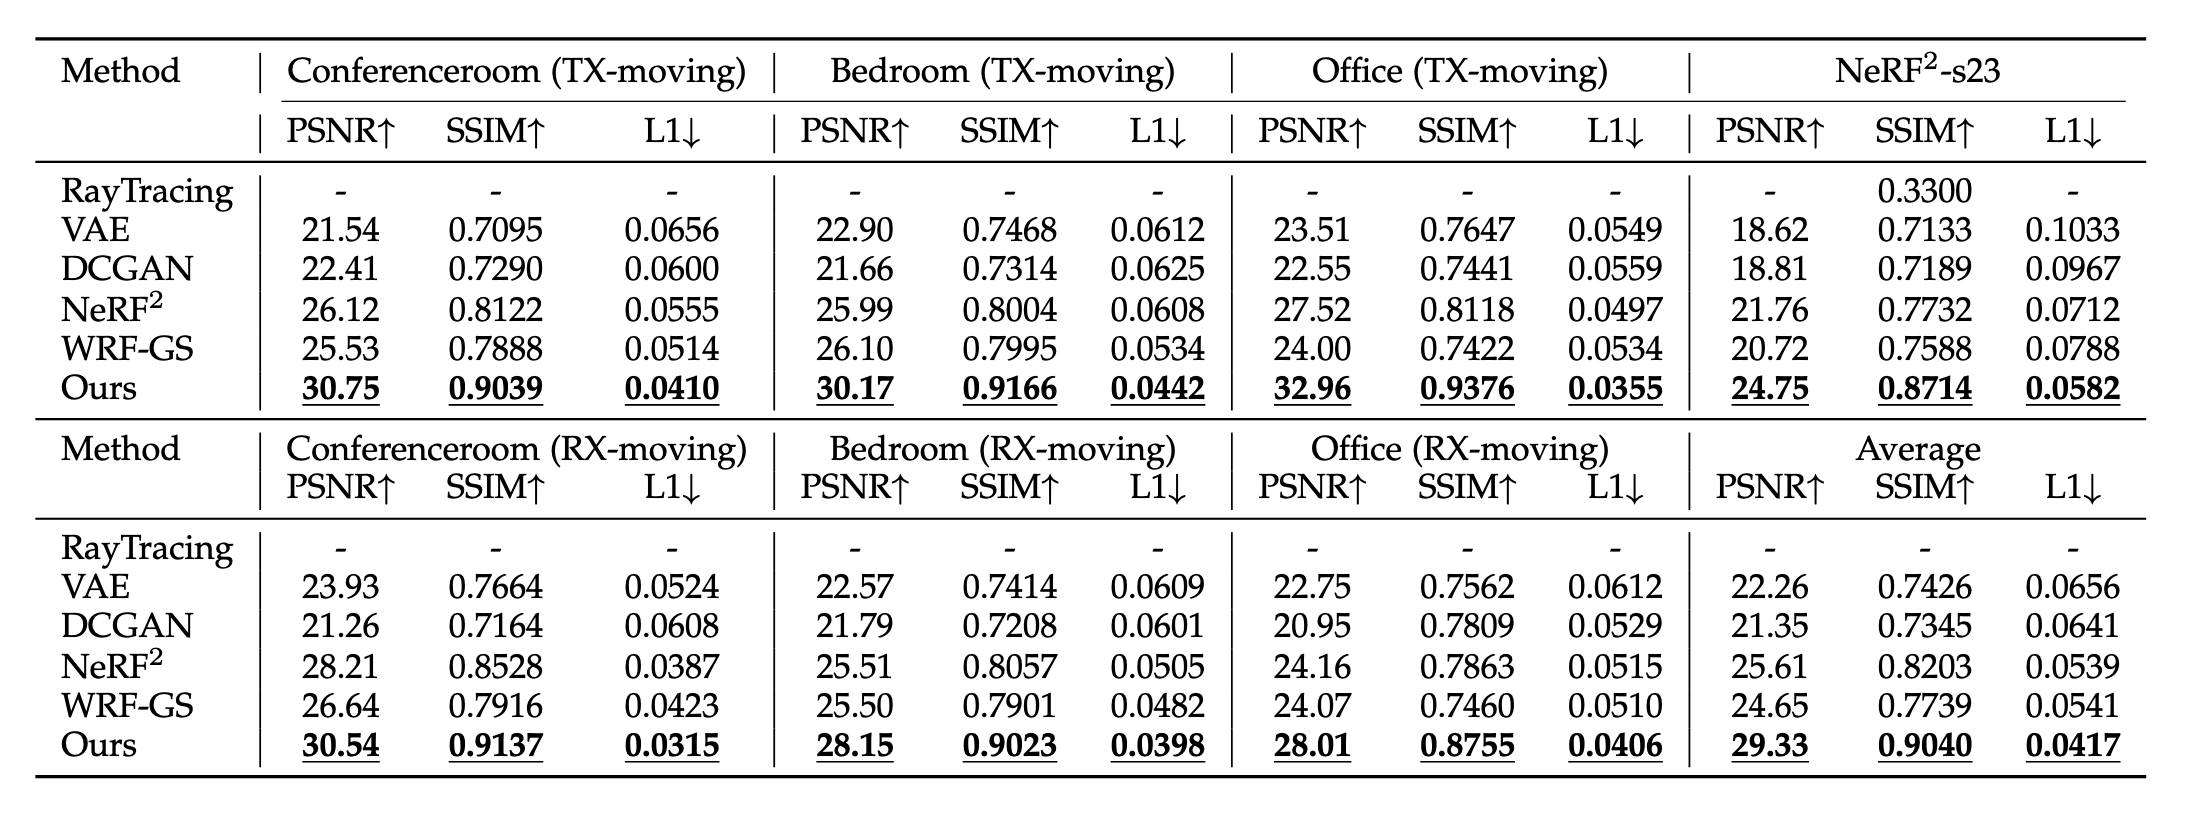 Method Conferenceroom (TX-moving) Bedroom (TX-moving) Office (TX-moving) NeRF²-s23
PSNR↑ SSIM↑ L1↓ PSNR↑ SSIM↑ L1↓ PSNR↑ SSIM↑ L1↓ PSNR↑ SSIM↑ L1↓
RayTracing - - - - - - - - - - 0.3300 -
VAE 21.54 0.7095 0.0656 22.90 0.7468 0.0612 23.51 0.7647 0.0549 18.62 0.7133 0.1033
DCGAN 22.41 0.7290 0.0600 21.66 0.7314 0.0625 22.55 0.7441 0.0559 18.81 0.7189 0.0967
NeRF² 26.12 0.8122 0.0555 25.99 0.8004 0.0608 27.52 0.8118 0.0497 21.76 0.7732 0.0712
WRF-GS 25.53 0.7888 0.0514 26.10 0.7995 0.0534 24.00 0.7422 0.0534 20.72 0.7588 0.0788
Ours 30.75 0.9039 0.0410 30.17 0.9166 0.0442 32.96 0.9376 0.0355 24.75 0.8714 0.0582
Method Conferenceroom (RX-moving) Bedroom (RX-moving) Office (RX-moving) Average
PSNR↑ SSIM↑ L1↓ PSNR↑ SSIM↑ L1↓ PSNR↑ SSIM↑ L1↓ PSNR↑ SSIM↑ L1↓
RayTracing - - - - - - - - - - - -
VAE 23.93 0.7664 0.0524 22.57 0.7414 0.0609 22.75 0.7562 0.0612 22.26 0.7426 0.0656
DCGAN 21.26 0.7164 0.0608 21.79 0.7208 0.0601 20.95 0.7809 0.0529 21.35 0.7345 0.0641
NeRF² 28.21 0.8528 0.0387 25.51 0.8057 0.0505 24.16 0.7863 0.0515 25.61 0.8203 0.0539
WRF-GS 26.64 0.7916 0.0423 25.50 0.7901 0.0482 24.07 0.7460 0.0510 24.65 0.7739 0.0541
Ours 30.54 0.9137 0.0315 28.15 0.9023 0.0398 28.01 0.8755 0.0406 29.33 0.9040 0.0417